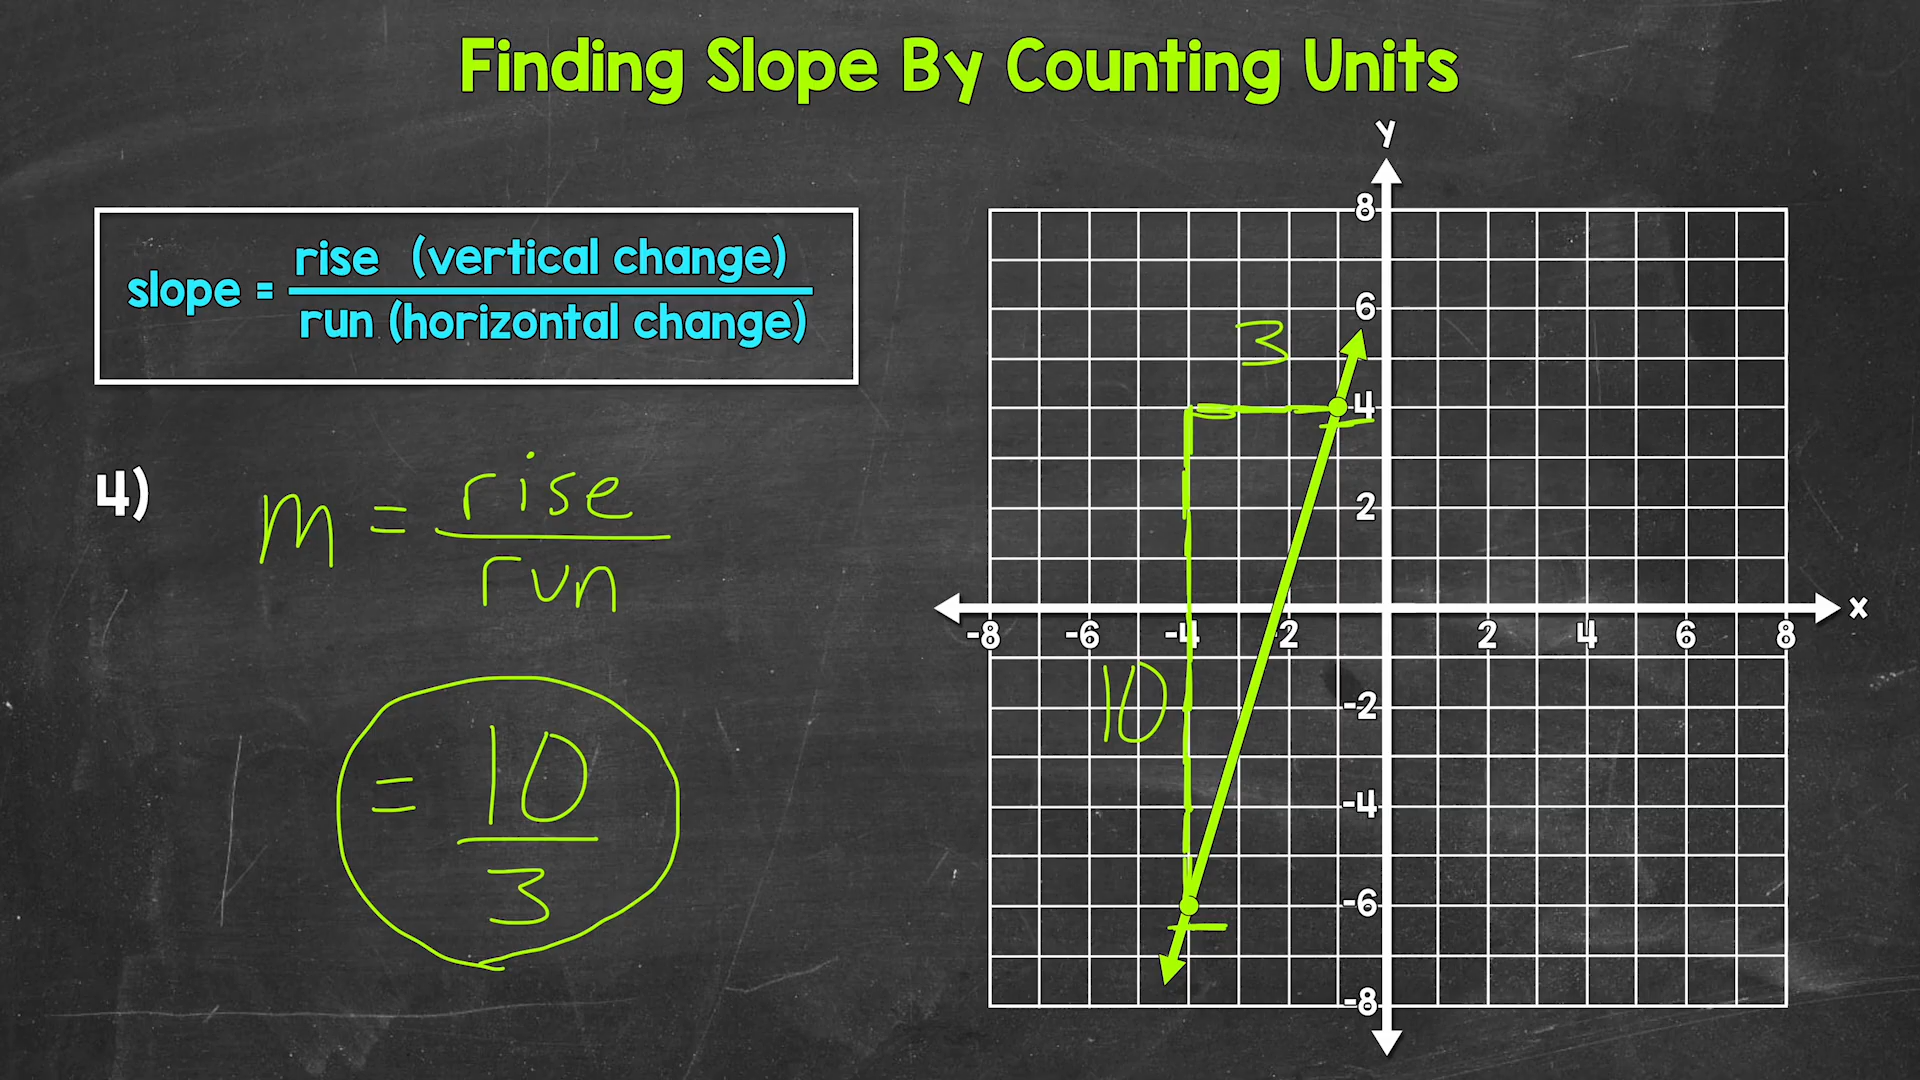 Finding Slope By Counting Units
slope = rise (vertical change)
run (horizontal change)
4)
m = rise
run
= 10
3
y
8
6
4
2
-8 -6 -4 -2 2 4 6 8 x
-2
-4
-6
-8
3
10